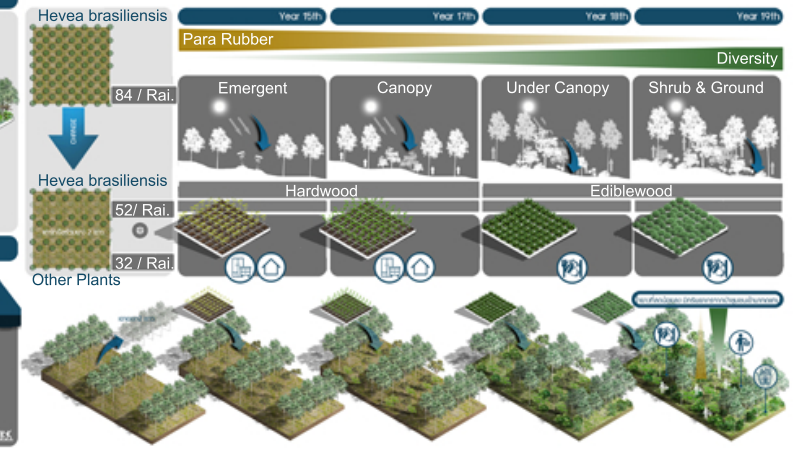 Hevea brasiliensis
84 / Rai.
CHANGE
Hevea brasiliensis
52/ Rai.
32 / Rai.
Other Plants
Year 15th
Year 17th
Year 18th
Year 19th
Para Rubber
Diversity
Emergent
Canopy
Under Canopy
Shrub & Ground
Hardwood
Ediblewood